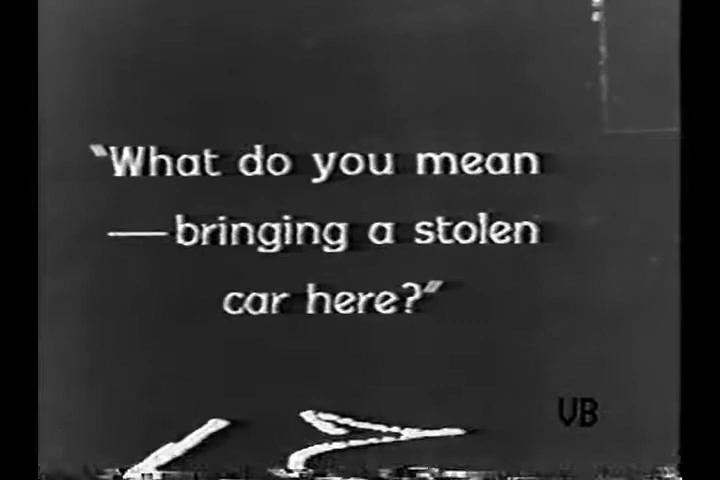 “What do you mean
—bringing a stolen
car here?”
VB